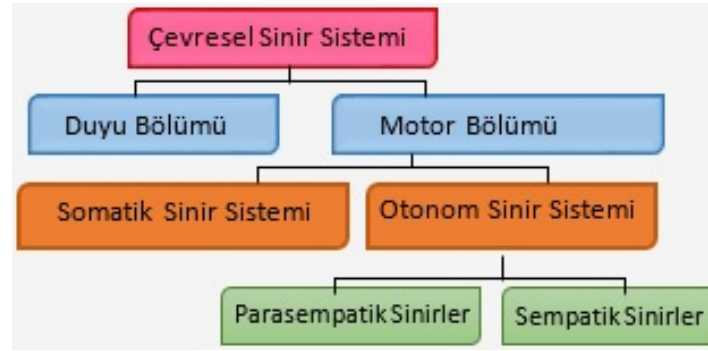 Çevresel Sinir Sistemi
Duyu Bölümü
Motor Bölümü
Somatik Sinir Sistemi
Otonom Sinir Sistemi
Parasempatik Sinirler
Sempatik Sinirler